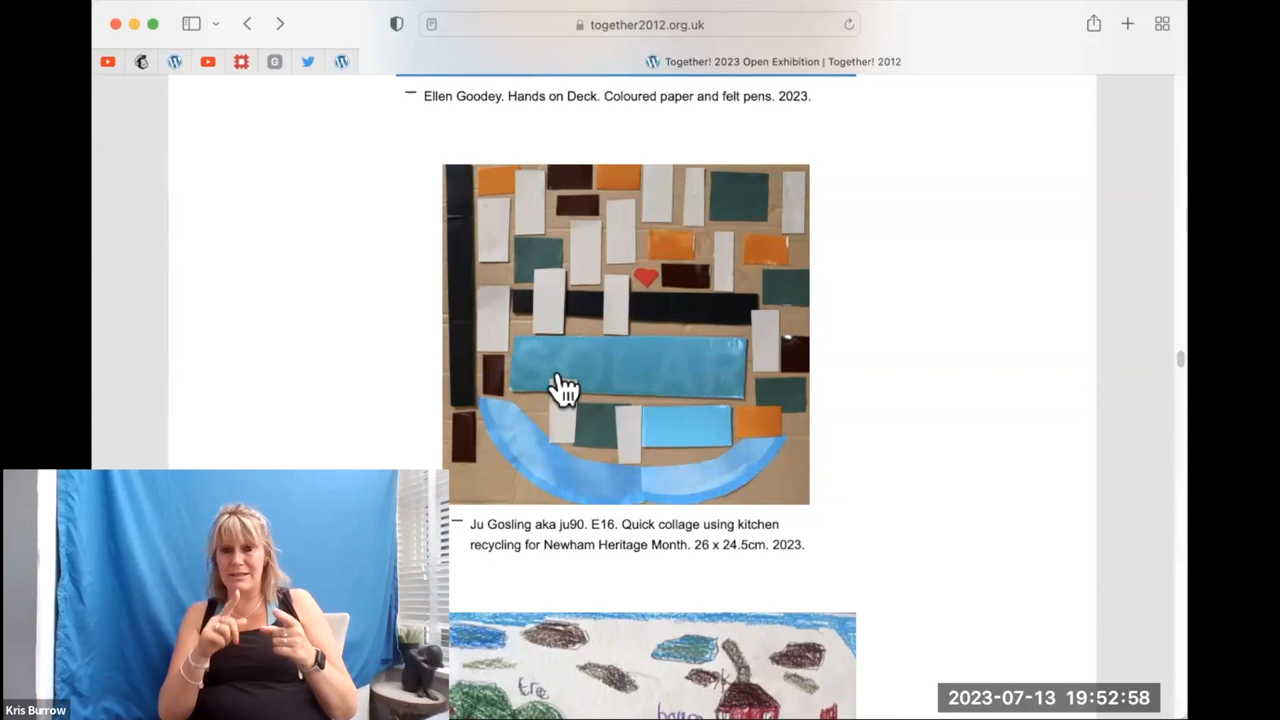 together2012.org.uk
Together! 2023 Open Exhibition | Together! 2012
Ellen Goodey. Hands on Deck. Coloured paper and felt pens. 2023.
Ju Gosling aka ju90. E16. Quick collage using kitchen
recycling for Newham Heritage Month. 26 x 24.5cm. 2023.
tree
Kris Burrow
2023-07-13 19:52:58